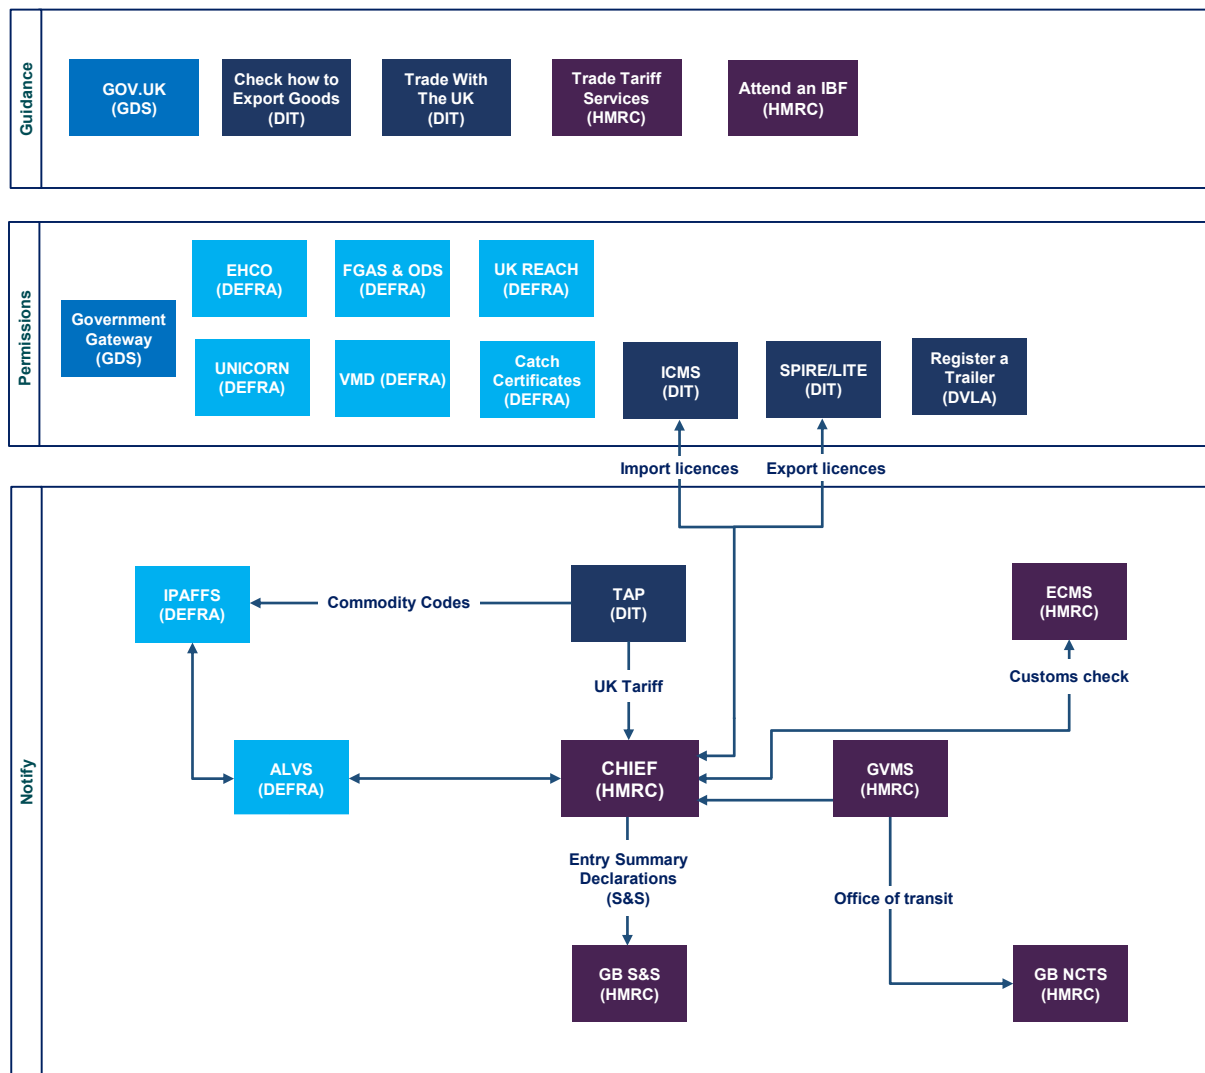 Guidance
GOV.UK
(GDS)
Check how to
Export Goods
(DIT)
Trade With
The UK
(DIT)
Trade Tariff
Services
(HMRC)
Attend an IBF
(HMRC)
Permissions
Government
Gateway
(GDS)
EHCO
(DEFRA)
FGAS & ODS
(DEFRA)
UK REACH
(DEFRA)
UNICORN
(DEFRA)
VMD (DEFRA)
Catch
Certificates
(DEFRA)
ICMS
(DIT)
SPIRE/LITE
(DIT)
Register a
Trailer
(DVLA)
Import licences
Export licences
Notify
IPAFFS
(DEFRA)
Commodity Codes
TAP
(DIT)
ECMS
(HMRC)
UK Tariff
Customs check
ALVS
(DEFRA)
CHIEF
(HMRC)
GVMS
(HMRC)
Entry Summary
Declarations
(S&S)
Office of transit
GB S&S
(HMRC)
GB NCTS
(HMRC)